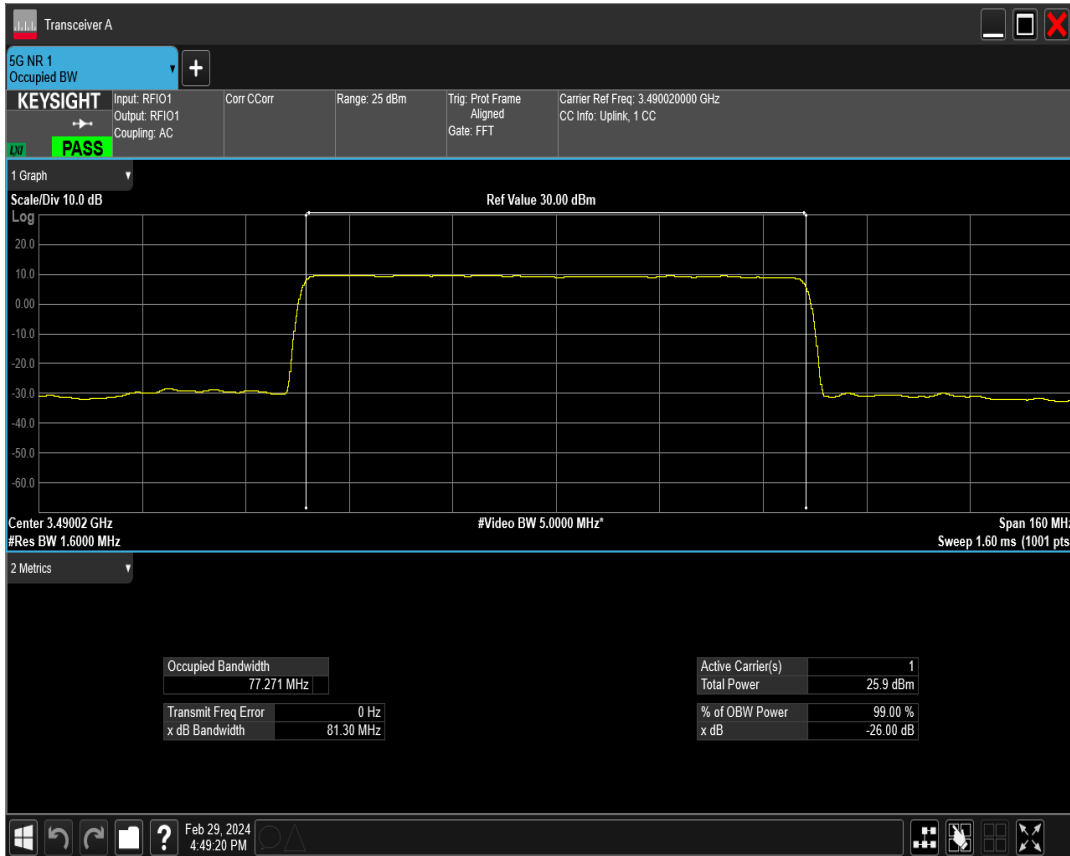 Transceiver A
5G NR 1
Occupied BW
+
KEYSIGHT
LXI
PASS
Input: RFIO1
Output: RFIO1
Coupling: AC
Corr CCorr
Range: 25 dBm
Trig: Prot Frame
Aligned
Gate: FFT
Carrier Ref Freq: 3.490020000 GHz
CC Info: Uplink, 1 CC
1 Graph
Scale/Div 10.0 dB
Ref Value 30.00 dBm
Log
20.0
10.0
0.00
-10.0
-20.0
-30.0
-40.0
-50.0
-60.0
Center 3.49002 GHz
#Video BW 5.0000 MHz*
Span 160 MHz
#Res BW 1.6000 MHz
Sweep 1.60 ms (1001 pts
2 Metrics
Occupied Bandwidth
77.271 MHz
Transmit Freq Error 0 Hz
x dB Bandwidth 81.30 MHz
Active Carrier(s) 1
Total Power 25.9 dBm
% of OBW Power 99.00 %
x dB -26.00 dB
?
Feb 29, 2024
4:49:20 PM